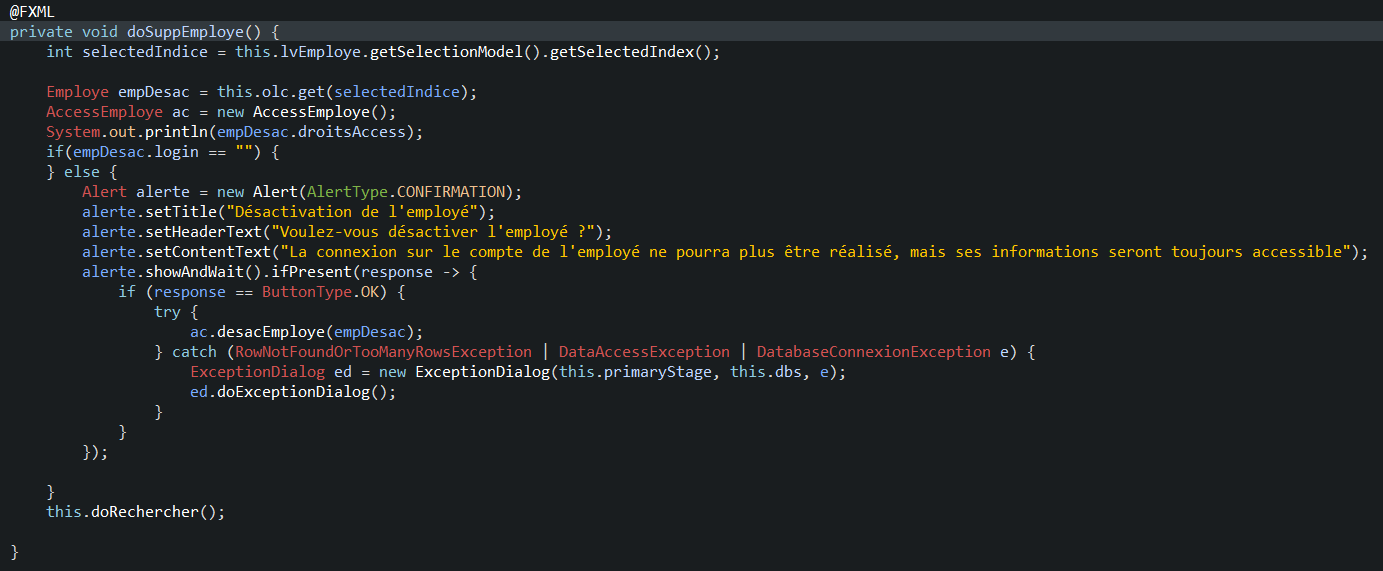 @FXML
private void doSuppEmploye() {
int selectedIndice = this.lvEmploye.getSelectionModel().getSelectedIndex();
Employe empDesac = this.olc.get(selectedIndice);
AccessEmploye ac = new AccessEmploye();
System.out.println(empDesac.droitsAccess);
if(empDesac.login == "") {
} else {
Alert alerte = new Alert(AlertType.CONFIRMATION);
alerte.setTitle("Désactivation de l'employé");
alerte.setHeaderText("Voulez-vous désactiver l'employé ?");
alerte.setContentText("La connexion sur le compte de l'employé ne pourra plus être réalisé, mais ses informations seront toujours accessible");
alerte.showAndWait().ifPresent(response -> {
if (response == ButtonType.OK) {
try {
ac.desacEmploye(empDesac);
} catch (RowNotFoundOrTooManyRowsException | DataAccessException | DatabaseConnexionException e) {
ExceptionDialog ed = new ExceptionDialog(this.primaryStage, this.dbs, e);
ed.doExceptionDialog();
}
}
});
}
this.doRechercher();
}